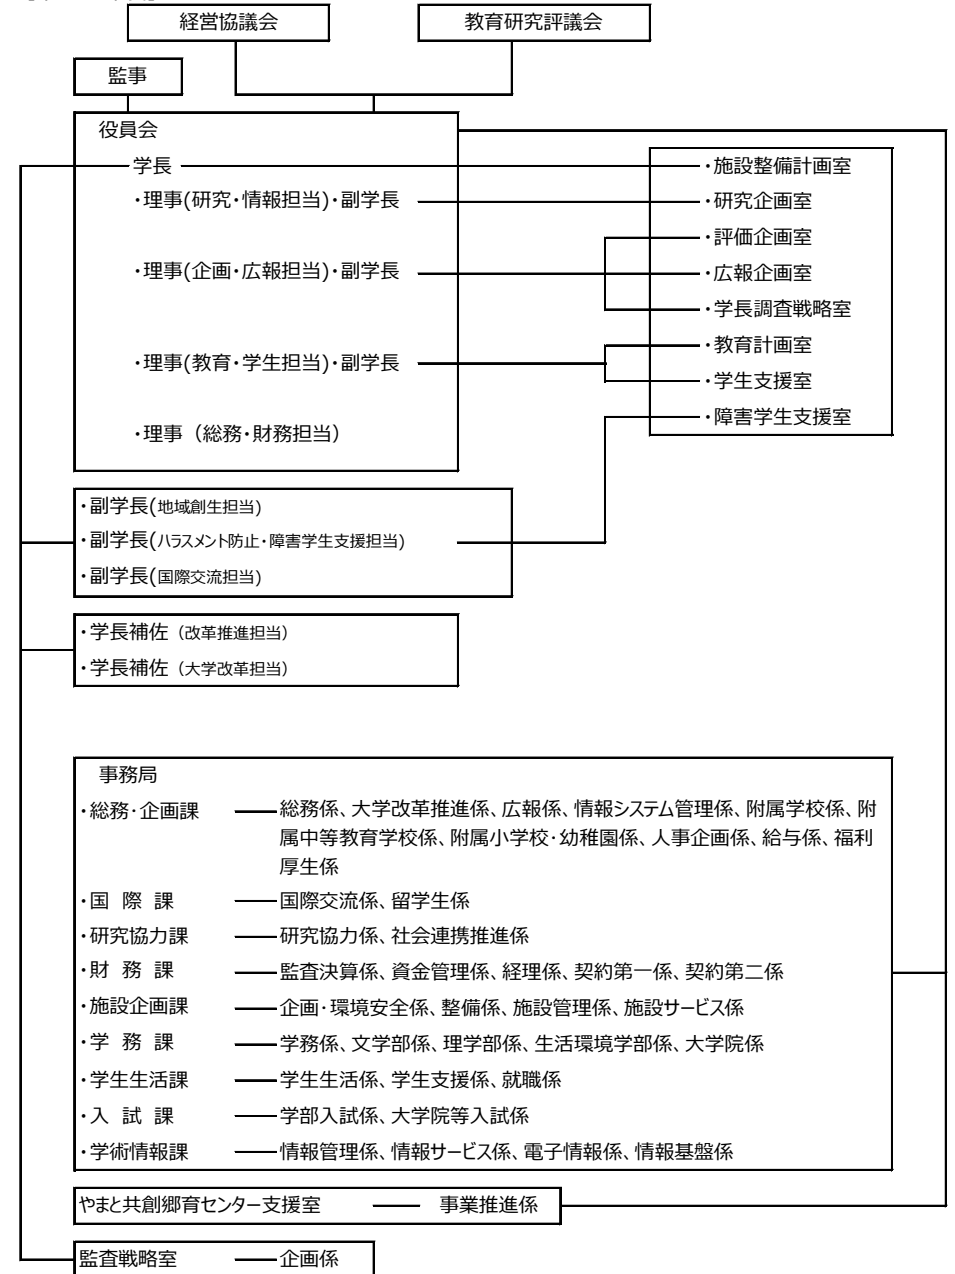 経営協議会
教育研究評議会
監事
役員会
学長
・理事(研究・情報担当)・副学長
・理事(企画・広報担当)・副学長
・理事(教育・学生担当)・副学長
・理事（総務・財務担当）
・施設整備計画室
・研究企画室
・評価企画室
・広報企画室
・学長調査戦略室
・教育計画室
・学生支援室
・障害学生支援室
・副学長(地域創生担当)
・副学長(ハラスメント防止・障害学生支援担当)
・副学長(国際交流担当)
・学長補佐（改革推進担当）
・学長補佐（大学改革担当）
事務局
・総務・企画課 総務係、大学改革推進係、広報係、情報システム管理係、附属学校係、附
属中等教育学校係、附属小学校・幼稚園係、人事企画係、給与係、福利
厚生係
・国 際 課 国際交流係、留学生係
・研究協力課 研究協力係、社会連携推進係
・財 務 課 監査決算係、資金管理係、経理係、契約第一係、契約第二係
・施設企画課 企画・環境安全係、整備係、施設管理係、施設サービス係
・学 務 課 学務係、文学部係、理学部係、生活環境学部係、大学院係
・学生生活課 学生生活係、学生支援係、就職係
・入 試 課 学部入試係、大学院等入試係
・学術情報課 情報管理係、情報サービス係、電子情報係、情報基盤係
やまと共創郷育センター支援室 事業推進係
監査戦略室 企画係